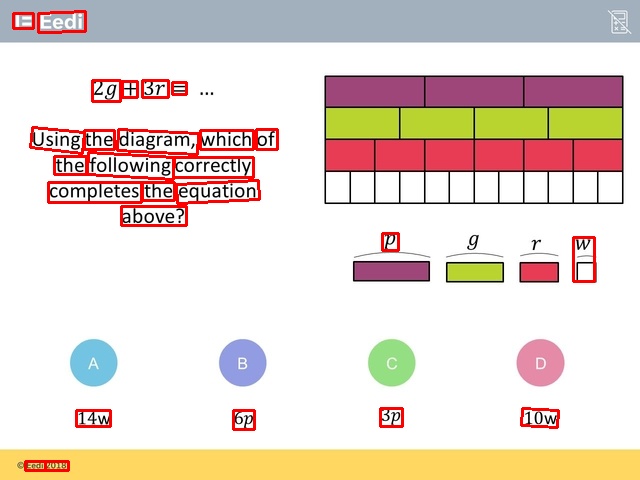 Eedi
2g + 3r ≡ ...
Using the diagram, which of
the following correctly
completes the equation
above?
p g r w
A B C D
14w 6p 3p 10w
© Eedi 2018